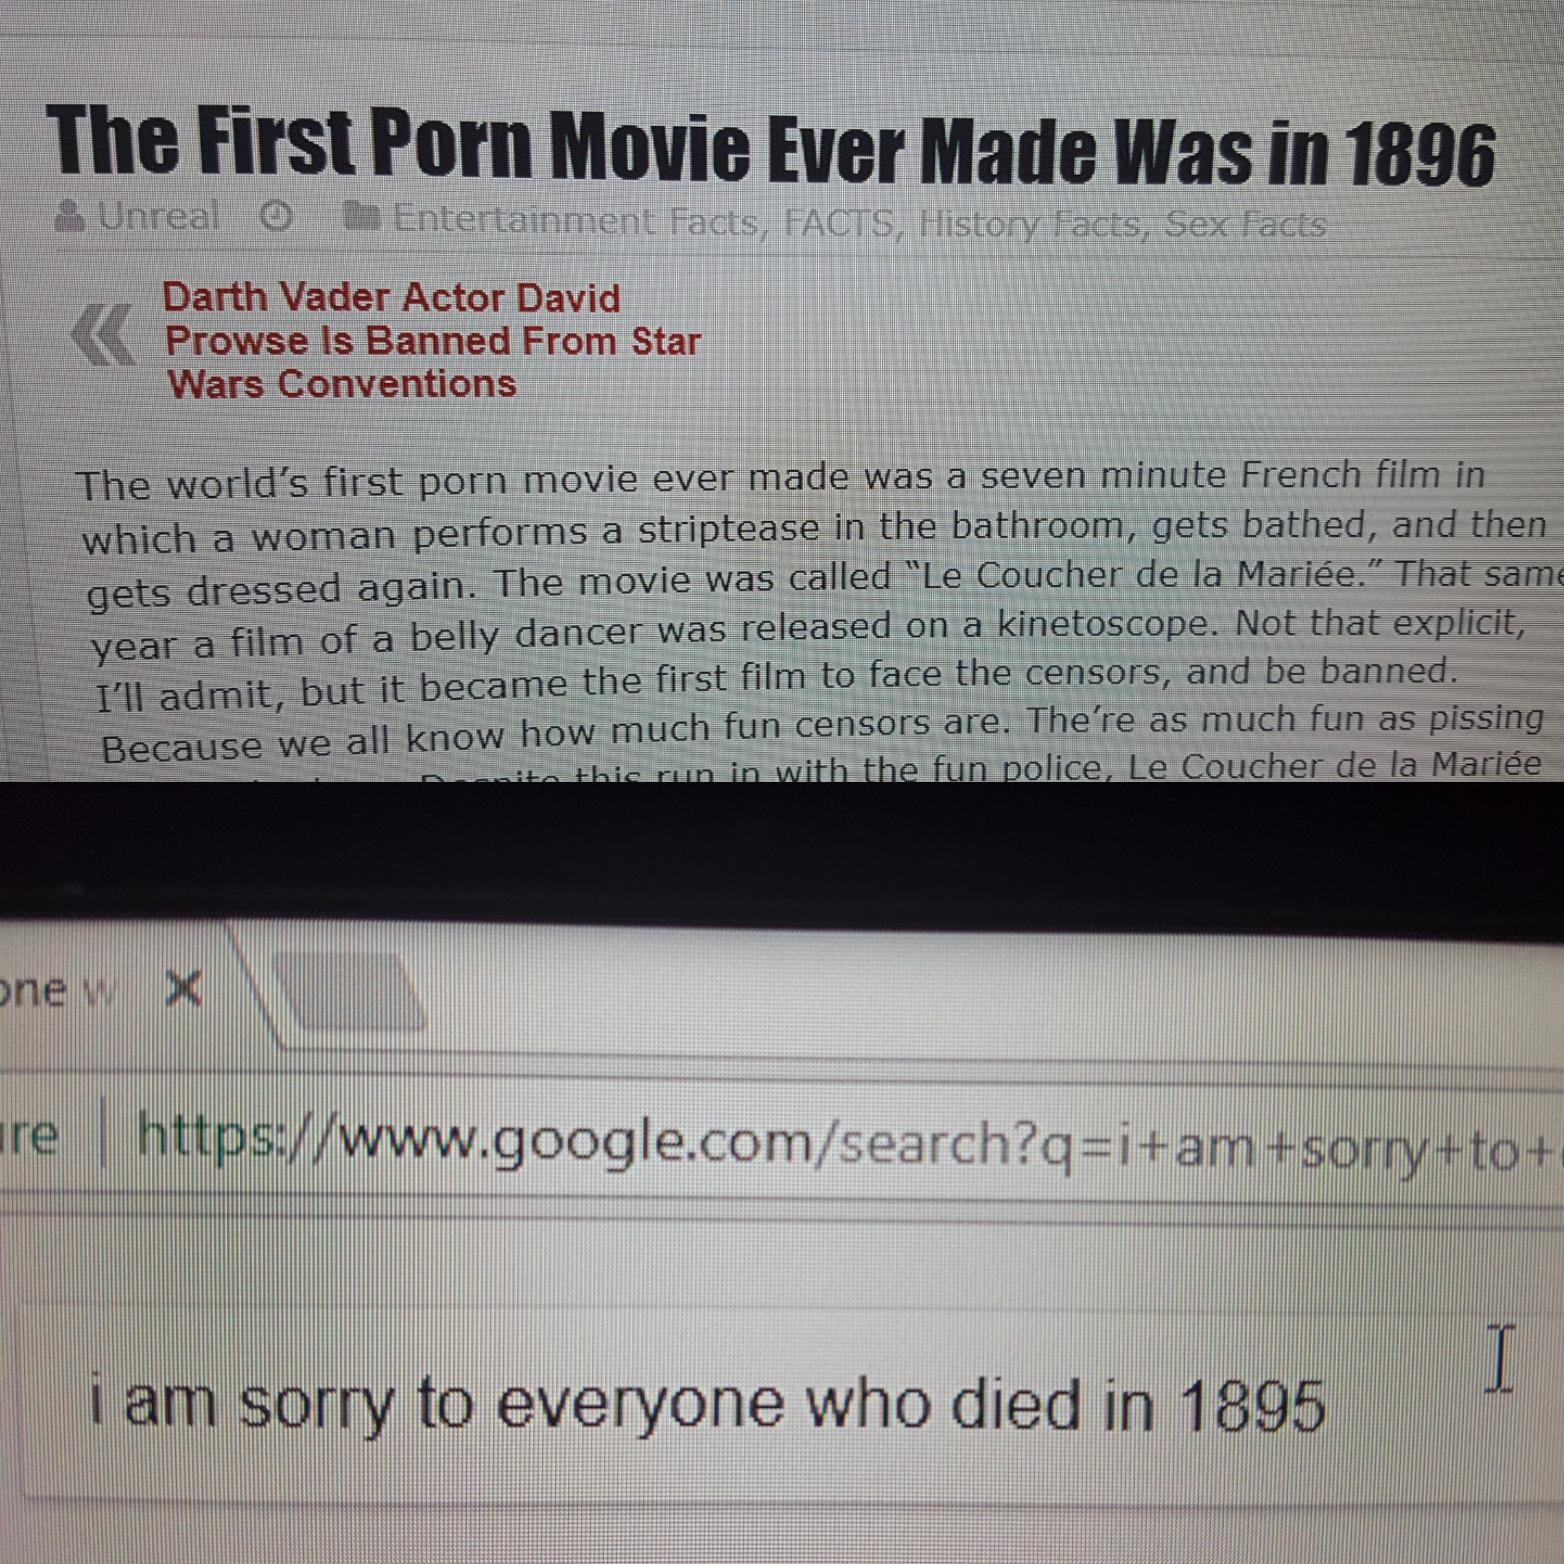 The First Porn Movie Ever Made Was in 1896
Unreal Entertainment Facts, FACTS, History Facts, Sex Facts
Darth Vader Actor David
Prowse Is Banned From Star
Wars Conventions
The world's first porn movie ever made was a seven minute French film in
which a woman performs a striptease in the bathroom, gets bathed, and then
gets dressed again. The movie was called "Le Coucher de la Mariée." That same
year a film of a belly dancer was released on a kinetoscope. Not that explicit,
I'll admit, but it became the first film to face the censors, and be banned.
Because we all know how much fun censors are. The're as much fun as pissing
Despite this run in with the fun police, Le Coucher de la Mariée
one w
ure | https://www.google.com/search?q=i+am+sorry+to+
i am sorry to everyone who died in 1895